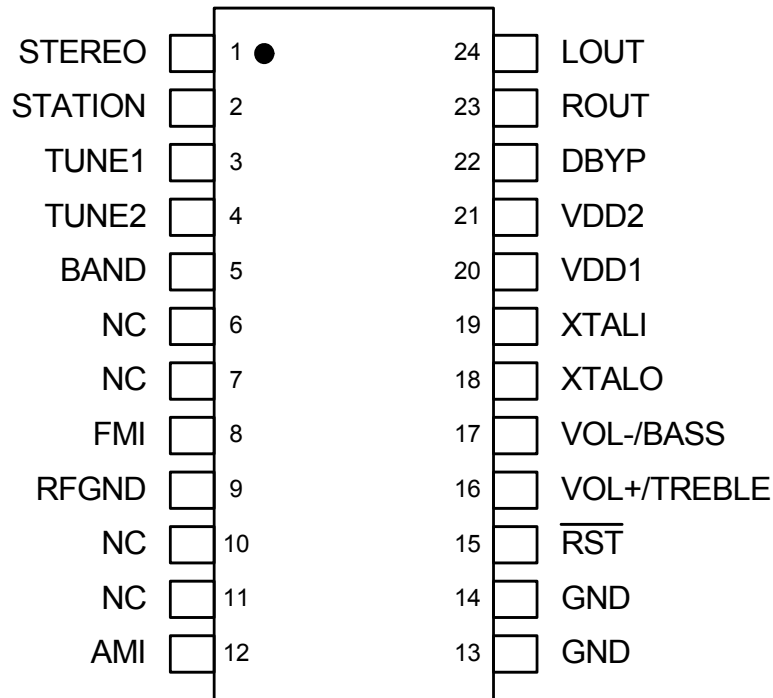 STEREO 1 24 LOUT
STATION 2 23 ROUT
TUNE1 3 22 DBYP
TUNE2 4 21 VDD2
BAND 5 20 VDD1
NC 6 19 XTALI
NC 7 18 XTALO
FMI 8 17 VOL-/BASS
RFGND 9 16 VOL+/TREBLE
NC 10 15 R̅S̅T̅
NC 11 14 GND
AMI 12 13 GND